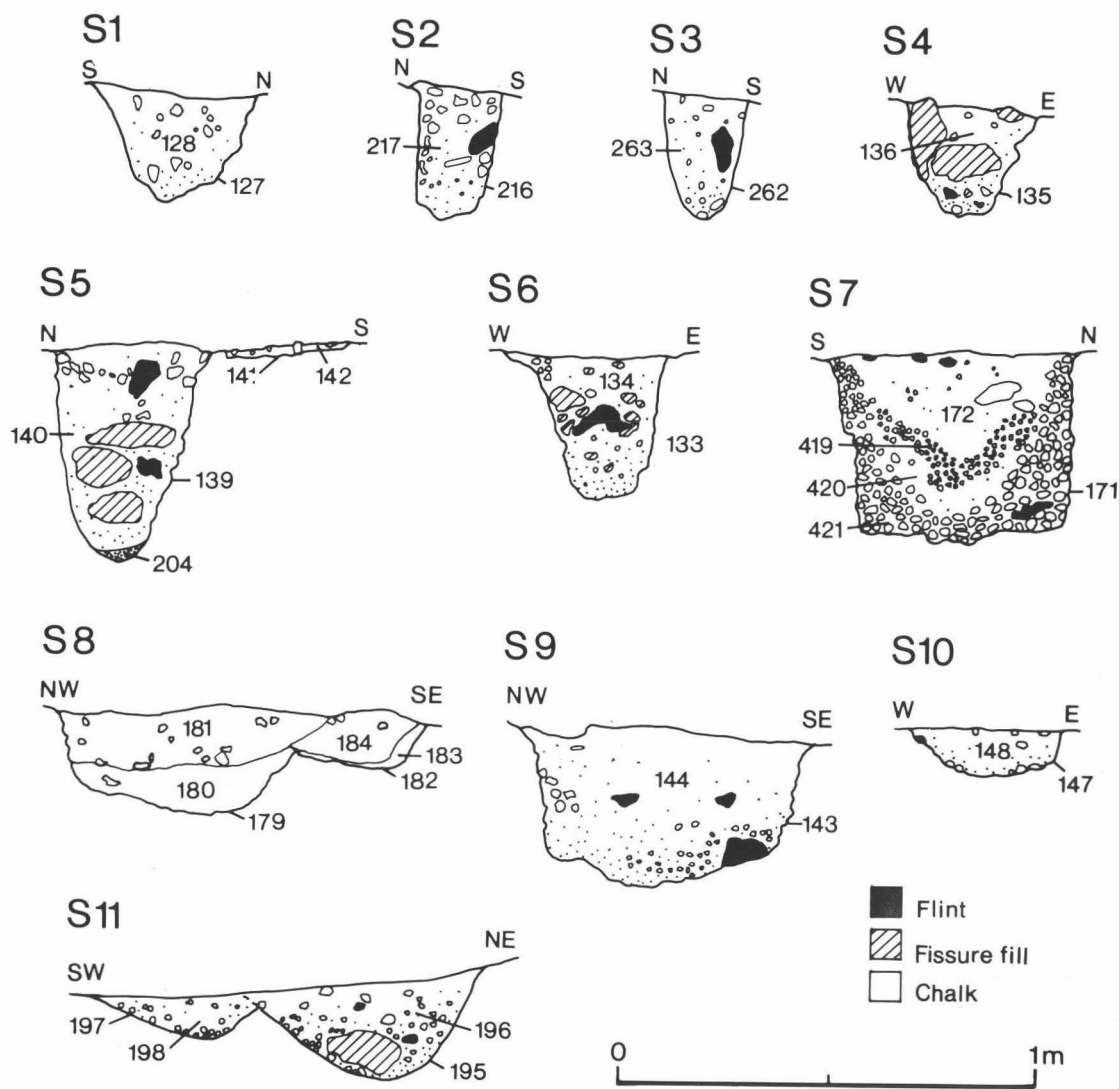 S1
S N
128
127
S2
N S
217
216
S3
N S
263
262
S4
W E
136
135
S5
N S
141 142
140
139
204
S6
W E
134
133
S7
S N
172
419
420
171
421
S8
NW SE
181
184
183
180 182
179
S9
NW SE
144
143
S10
W E
148
147
S11
SW NE
197 196
198 195
Flint
Fissure fill
Chalk
0 1m